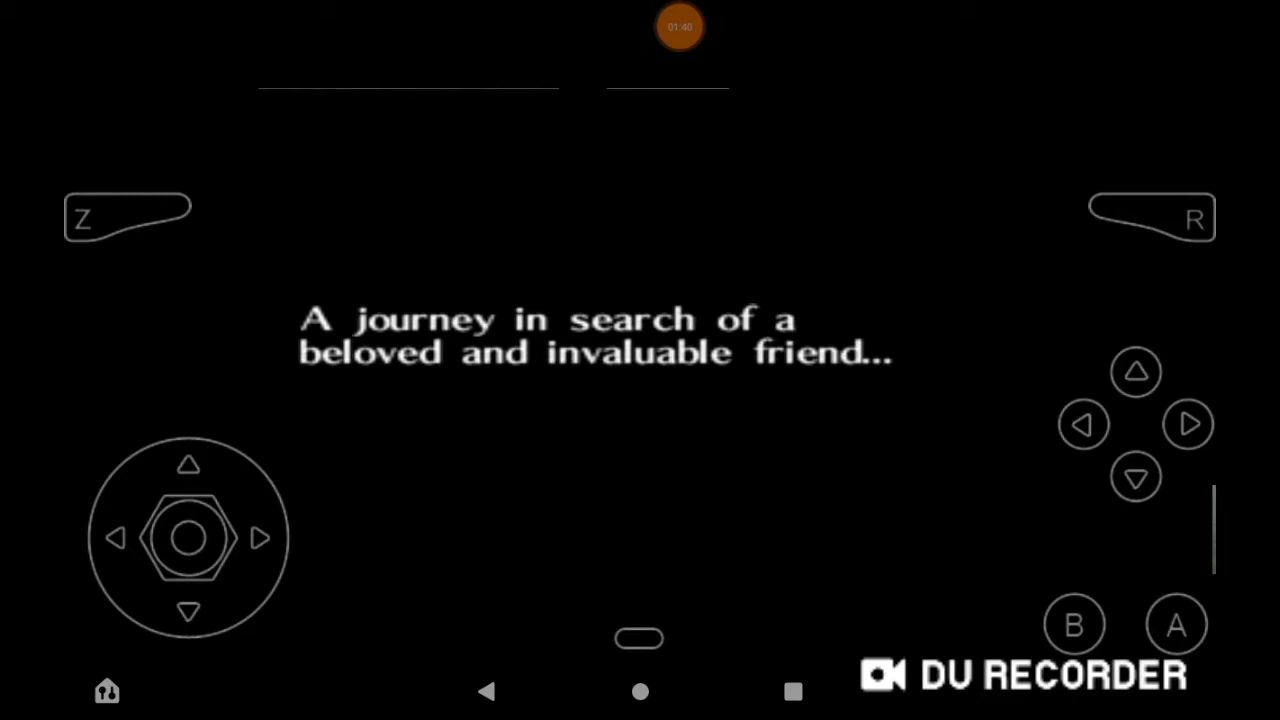 01:40
Z
R
A journey in search of a
beloved and invaluable friend...
B
A
DU RECORDER